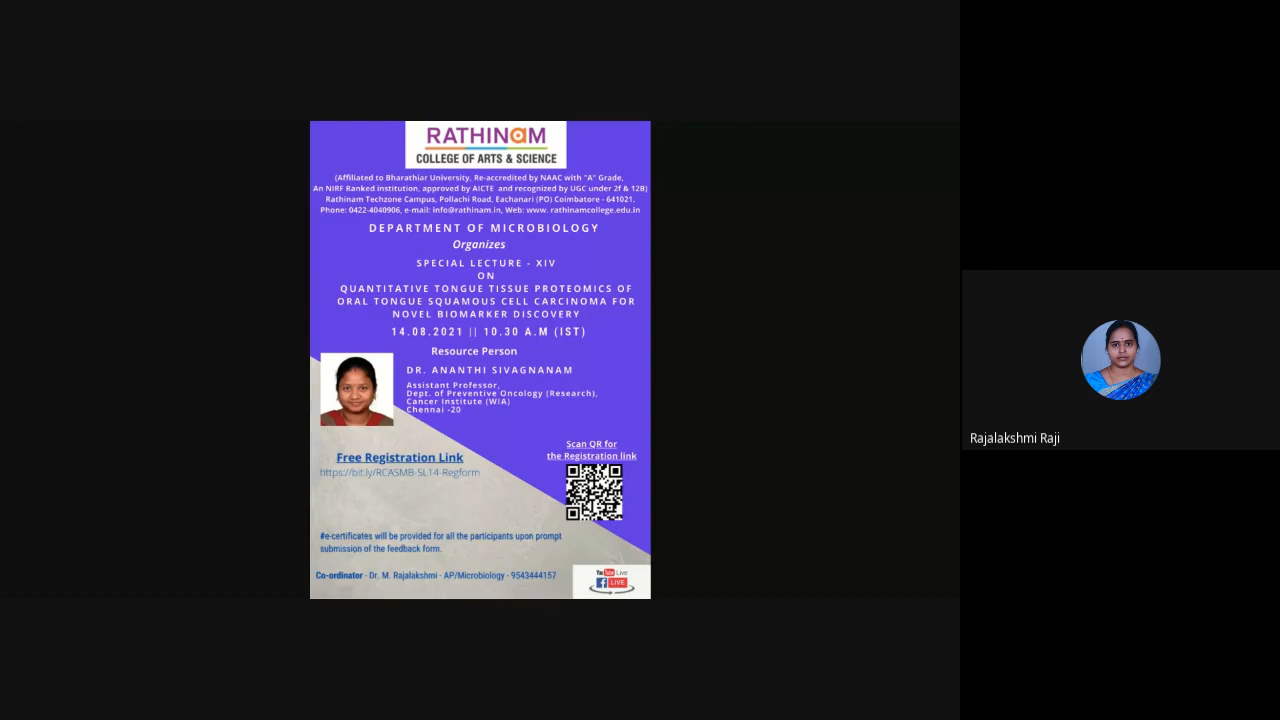 RATHINAM
COLLEGE OF ARTS & SCIENCE
(Affiliated to Bharathiar University, Re-accredited by NAAC with "A" Grade,
An NIRF Ranked institution, approved by AICTE and recognized by UGC under 2f & 12B)
Rathinam Techzone Campus, Pollachi Road, Eachanari (PO) Coimbatore - 641021.
Phone: 0422-4040906, e-mail: info@rathinam.in, Web: www. rathinamcollege.edu.in
DEPARTMENT OF MICROBIOLOGY
Organizes
SPECIAL LECTURE - XIV
ON
QUANTITATIVE TONGUE TISSUE PROTEOMICS OF
ORAL TONGUE SQUAMOUS CELL CARCINOMA FOR
NOVEL BIOMARKER DISCOVERY
14.08.2021 || 10.30 A.M (IST)
Resource Person
DR. ANANTHI SIVAGNANAM
Assistant Professor,
Dept. of Preventive Oncology (Research),
Cancer Institute (WIA)
Chennai -20
Scan QR for
the Registration link
Free Registration Link
https://bit.ly/RCASMB-SL14-Regform
#e-certificates will be provided for all the participants upon prompt
submission of the feedback form.
Co-ordinator - Dr. M. Rajalakshmi - AP/Microbiology - 9543444157
YouTube Live
f LIVE
Rajalakshmi Raji